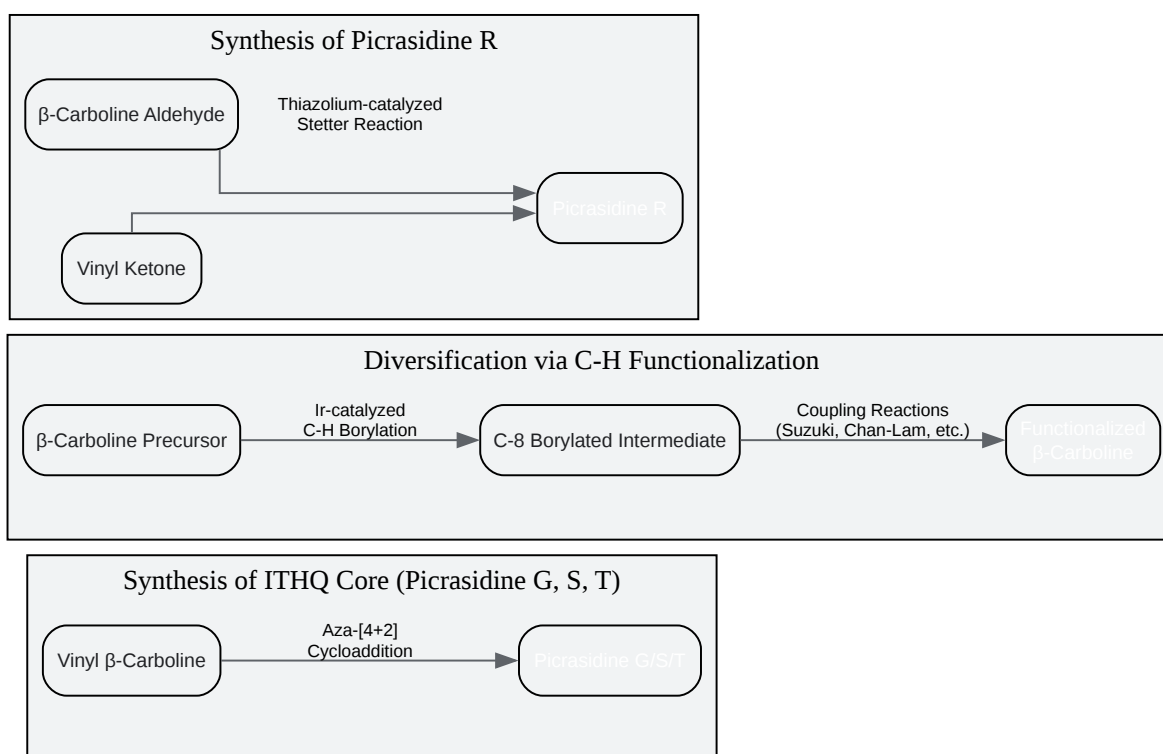 Synthesis of Picrasidine R
β-Carboline Aldehyde
Thiazolium-catalyzed
Stetter Reaction
Picrasidine R
Vinyl Ketone
Diversification via C-H Functionalization
β-Carboline Precursor
Ir-catalyzed
C-H Borylation
C-8 Borylated Intermediate
Coupling Reactions
(Suzuki, Chan-Lam, etc.)
Functionalized
β-Carboline
Synthesis of ITHQ Core (Picrasidine G, S, T)
Vinyl β-Carboline
Aza-[4+2]
Cycloaddition
Picrasidine G/S/T